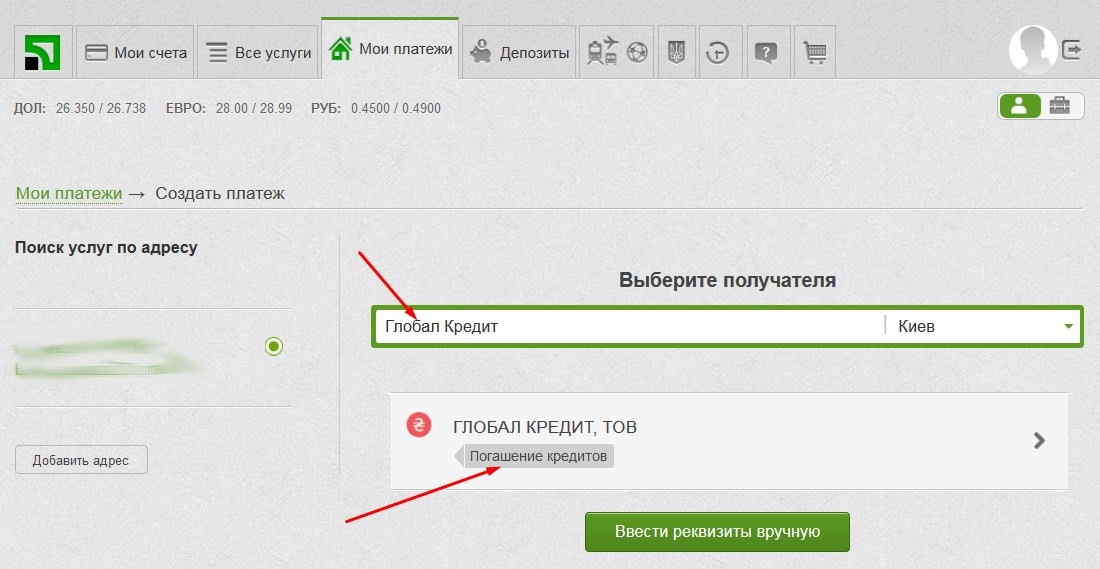 Мои счета
Все услуги
Мои платежи
Депозиты
?
ДОЛ: 26.350 / 26.738 ЕВРО: 28.00 / 28.99 РУБ: 0.4500 / 0.4900
Мои платежи → Создать платеж
Поиск услуг по адресу
Добавить адрес
Выберите получателя
Глобал Кредит
Киев
₴
ГЛОБАЛ КРЕДИТ, ТОВ
Погашение кредитов
Ввести реквизиты вручную